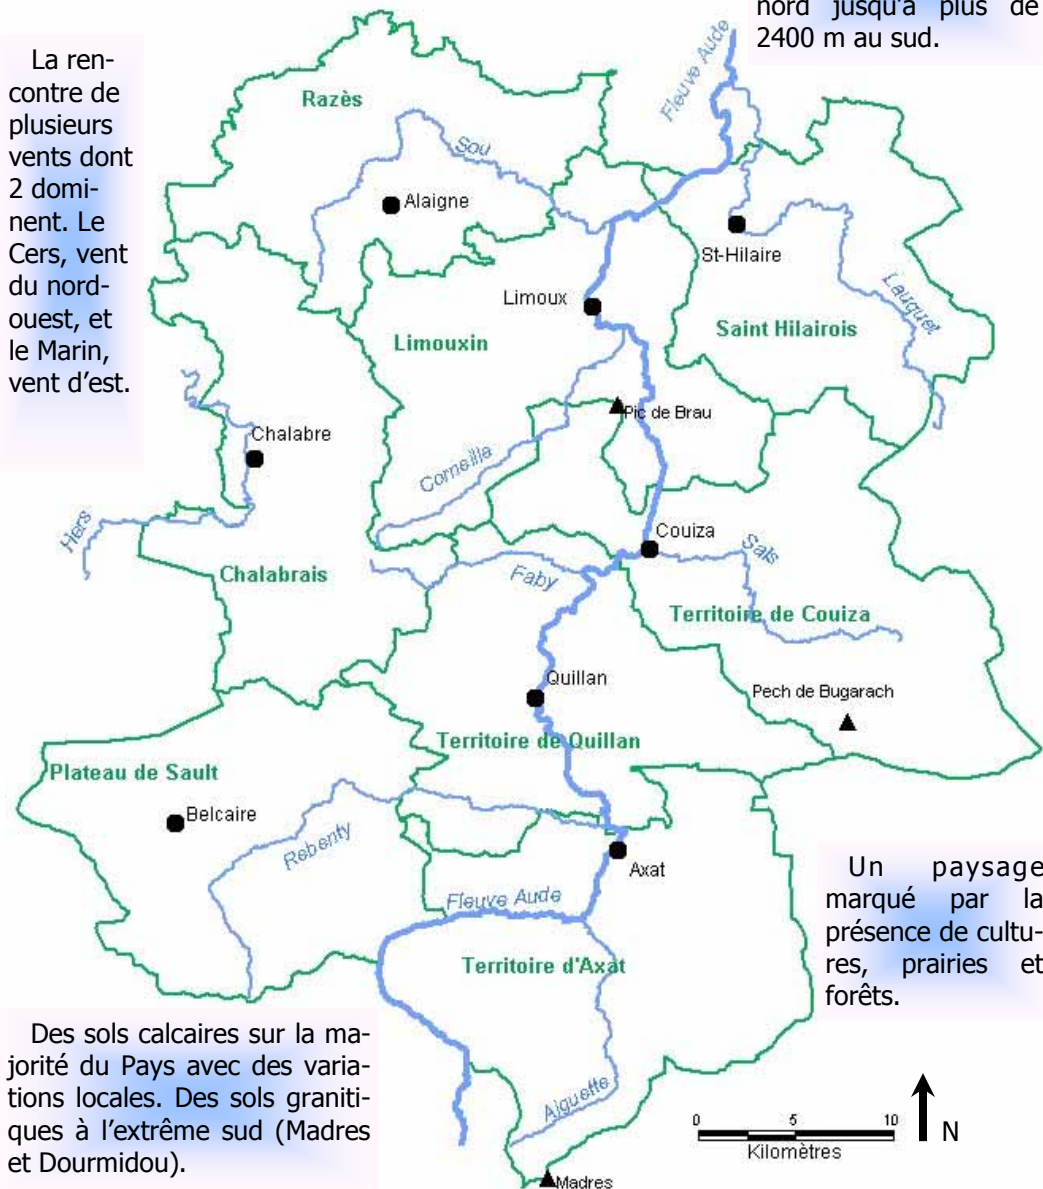 nord jusqu'à plus de
2400 m au sud.
La ren-
contre de
plusieurs
vents dont
2 domi-
nent. Le
Cers, vent
du nord-
ouest, et
le Marin,
vent d'est.
Fleuve Aude
Razès
Sou
Alaigne
St-Hilaire
Lauquet
Limoux
Limouxin
Saint Hilairois
Pic de Brau
Chalabre
Corneille
Hers
Couiza
Sals
Chalabrais
Faby
Territoire de Couiza
Quillan
Pech de Bugarach
Territoire de Quillan
Plateau de Sault
Belcaire
Rebenty
Axat
Fleuve Aude
Territoire d'Axat
Un paysage
marqué par la
présence de cultu-
res, prairies et
forêts.
Des sols calcaires sur la ma-
jorité du Pays avec des varia-
tions locales. Des sols graniti-
ques à l'extrême sud (Madres
et Dourmidou).
Aiguette
0 5 10
Kilomètres
N
Madres